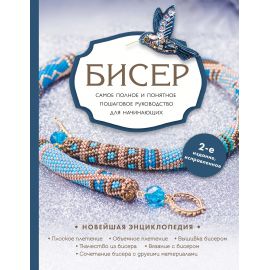 БИСЕР
САМОЕ ПОЛНОЕ И ПОНЯТНОЕ
ПОШАГОВОЕ РУКОВОДСТВО
ДЛЯ НАЧИНАЮЩИХ
2-е
издание,
исправленное
• НОВЕЙШАЯ ЭНЦИКЛОПЕДИЯ •
• Плоское плетение • Объемное плетение • Вышивка бисером
• Ткачество из бисера • Вязание с бисером
• Сочетание бисера с другими материалами